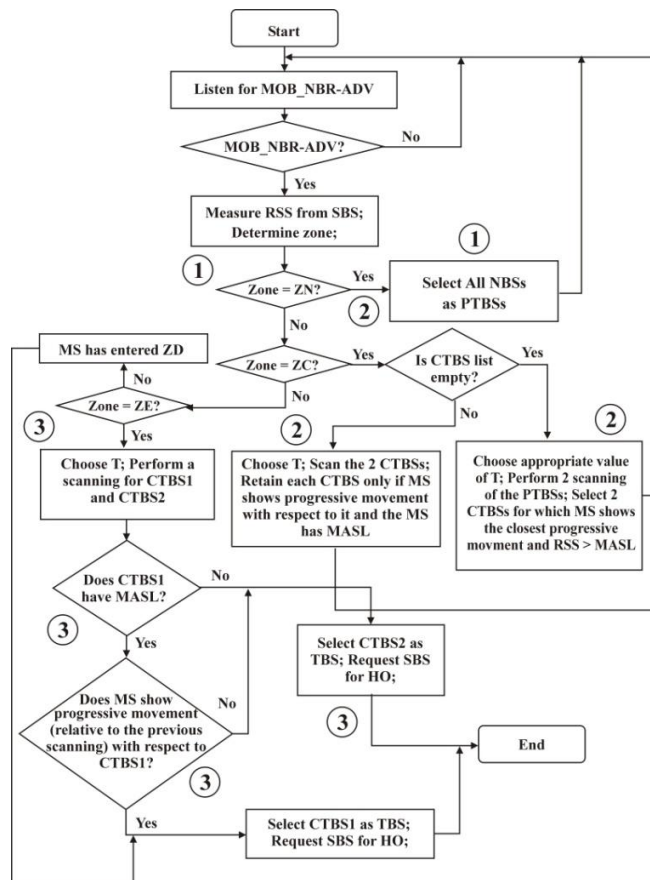 Start
Listen for MOB_NBR-ADV
MOB_NBR-ADV?
No
Yes
Measure RSS from SBS;
Determine zone;
1
1
Zone = ZN?
Yes
2
Select All NBSs
as PTBSs
No
MS has entered ZD
Zone = ZC?
Yes
Is CTBS list
empty?
Yes
No
No
No
3
Zone = ZE?
Yes
2
2
Choose T; Perform a
scanning for CTBS1
and CTBS2
Choose T; Scan the 2 CTBSs;
Retain each CTBS only if MS
shows progressive movement
with respect to it and the MS
has MASL
Choose appropriate value
of T; Perform 2 scanning
of the PTBSs; Select 2
CTBSs for which MS shows
the closest progressive
movment and RSS > MASL
Does CTBS1
have MASL?
No
3
Yes
Select CTBS2 as
TBS; Request SBS
for HO;
3
Does MS show
progressive movement
(relative to the previous
scanning) with respect to
CTBS1?
No
3
Yes
End
Select CTBS1 as TBS;
Request SBS for HO;